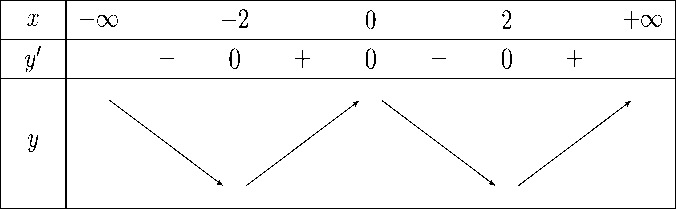 x −∞ −2 0 2 +∞
y′ − 0 + 0 − 0 +
y